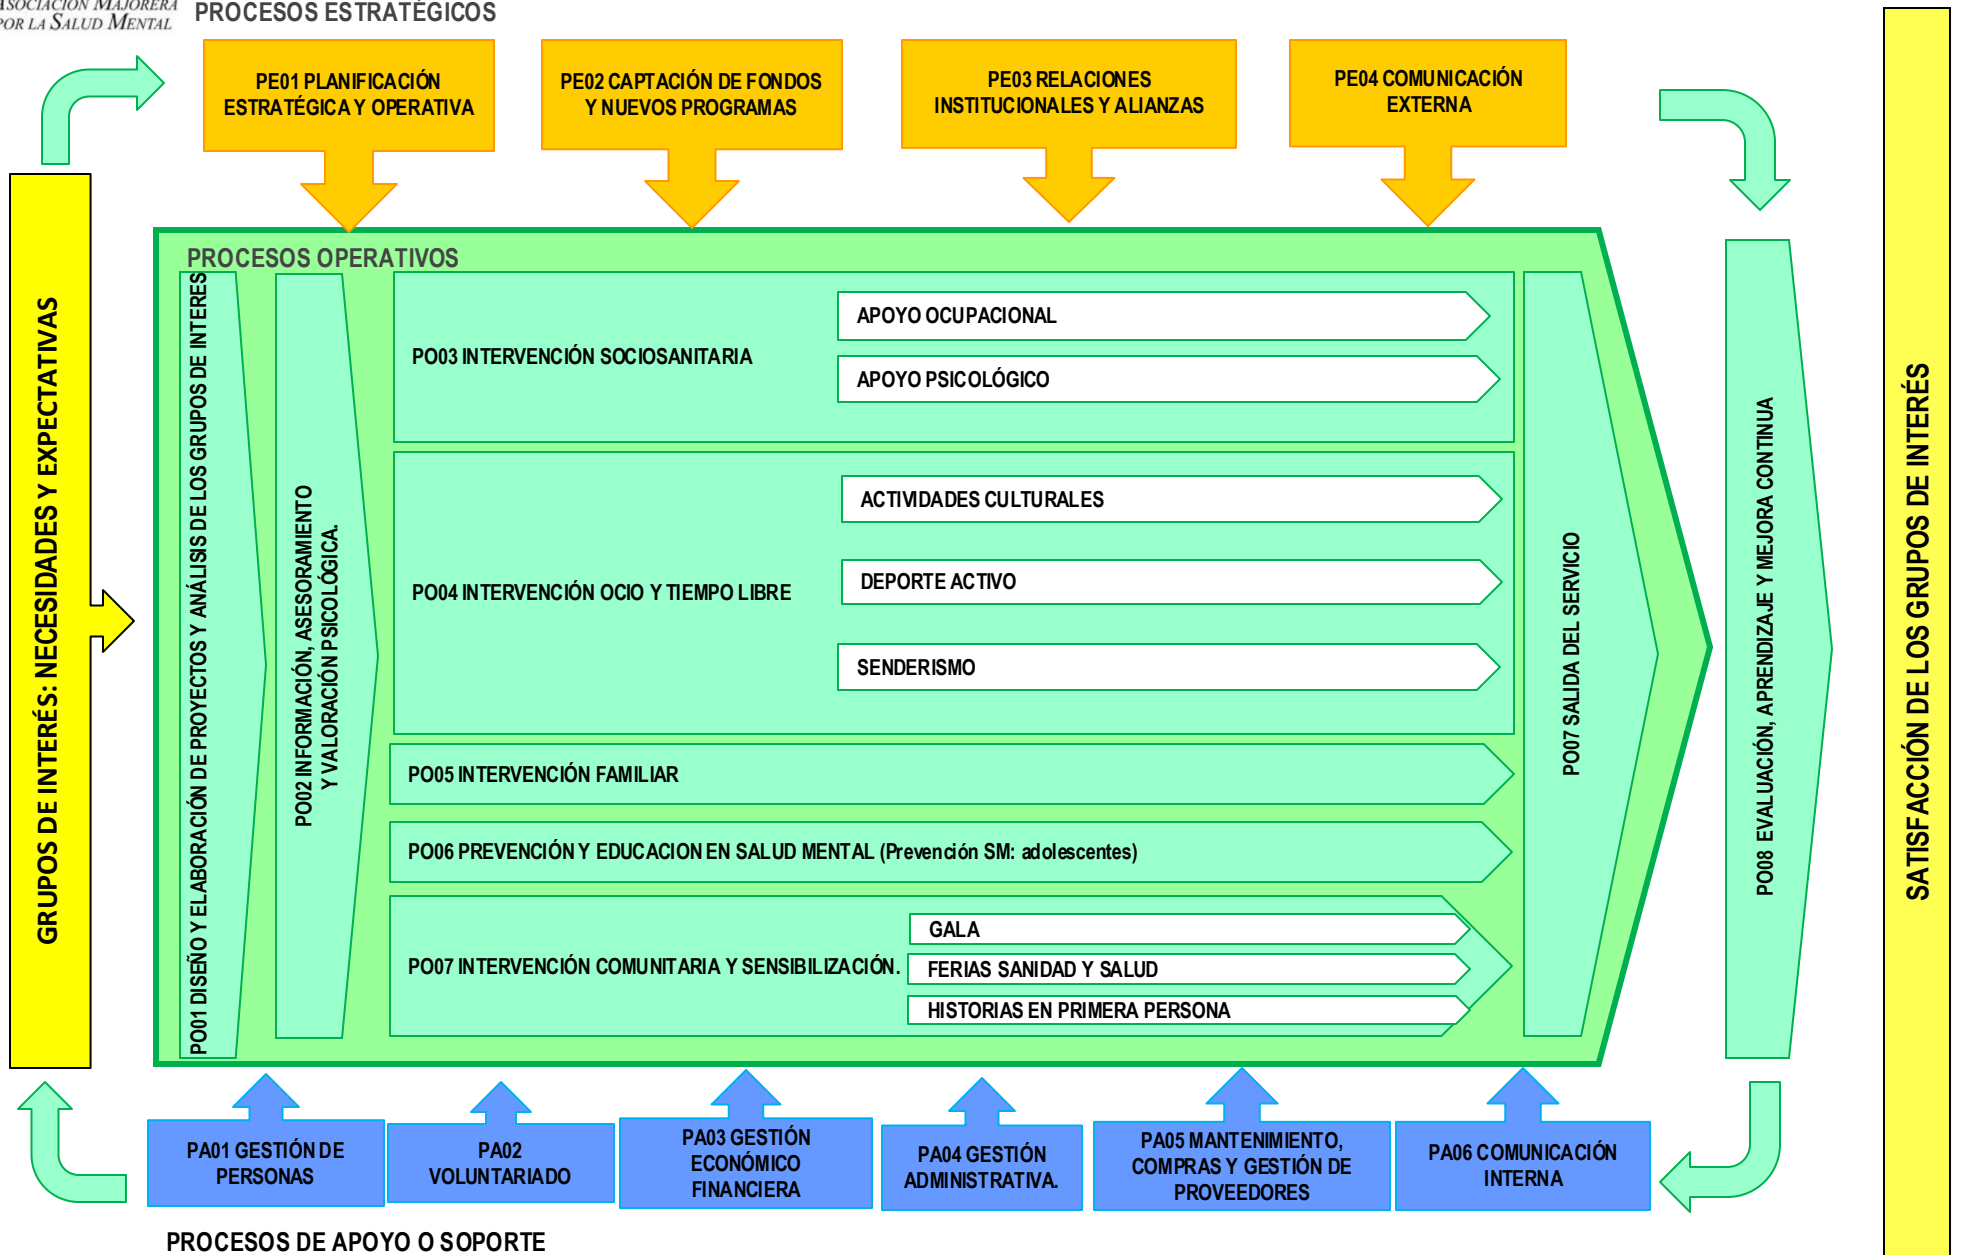 ASOCIACIÓN MAJORERA
POR LA SALUD MENTAL
PROCESOS ESTRATÉGICOS
PE01 PLANIFICACIÓN
ESTRATÉGICA Y OPERATIVA
PE02 CAPTACIÓN DE FONDOS
Y NUEVOS PROGRAMAS
PE03 RELACIONES
INSTITUCIONALES Y ALIANZAS
PE04 COMUNICACIÓN
EXTERNA
GRUPOS DE INTERÉS: NECESIDADES Y EXPECTATIVAS
PROCESOS OPERATIVOS
PO01 DISEÑO Y ELABORACIÓN DE PROYECTOS Y ANÁLISIS DE LOS GRUPOS DE INTERES
PO02 INFORMACIÓN, ASESORAMIENTO
Y VALORACIÓN PSICOLÓGICA.
PO03 INTERVENCIÓN SOCIOSANITARIA
APOYO OCUPACIONAL
APOYO PSICOLÓGICO
PO04 INTERVENCIÓN OCIO Y TIEMPO LIBRE
ACTIVIDADES CULTURALES
DEPORTE ACTIVO
SENDERISMO
PO05 INTERVENCIÓN FAMILIAR
PO06 PREVENCIÓN Y EDUCACION EN SALUD MENTAL (Prevención SM: adolescentes)
PO07 INTERVENCIÓN COMUNITARIA Y SENSIBILIZACIÓN.
GALA
FERIAS SANIDAD Y SALUD
HISTORIAS EN PRIMERA PERSONA
PO07 SALIDA DEL SERVICIO
PO08 EVALUACIÓN, APRENDIZAJE Y MEJORA CONTINUA
SATISFACCIÓN DE LOS GRUPOS DE INTERÉS
PA01 GESTIÓN DE
PERSONAS
PA02
VOLUNTARIADO
PA03 GESTIÓN
ECONÓMICO
FINANCIERA
PA04 GESTIÓN
ADMINISTRATIVA.
PA05 MANTENIMIENTO,
COMPRAS Y GESTIÓN DE
PROVEEDORES
PA06 COMUNICACIÓN
INTERNA
PROCESOS DE APOYO O SOPORTE